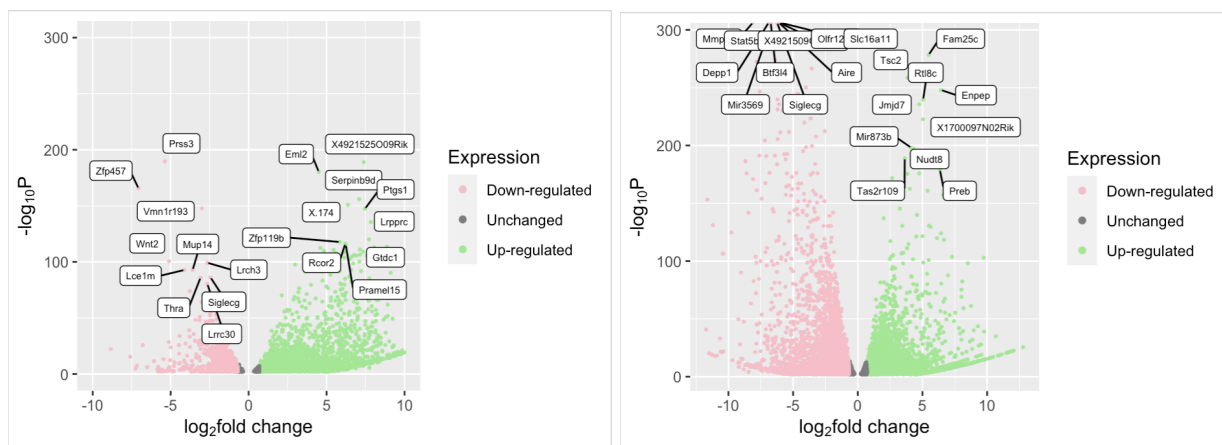 300
200
100
0
-log10P
-10
-5
0
5
10
log2fold change
Prss3
Zfp457
Vmn1r193
Wnt2
Mup14
Lce1m
Lrch3
Thra
Siglecg
Lrrc30
X4921525O09Rik
Eml2
Serpinb9d
Ptgs1
X.174
Lrpprc
Zfp119b
Rcor2
Gtdc1
Pramel15
Expression
Down-regulated
Unchanged
Up-regulated
300
200
100
0
-log10P
-10
-5
0
5
10
log2fold change
Olfr12
Slc16a11
Depp1
Btf3l4
Aire
Mir3569
Siglecg
Fam25c
Tsc2
Rtl8c
Enpep
Jmjd7
X1700097N02Rik
Mir873b
Nudt8
Tas2r109
Preb
Expression
Down-regulated
Unchanged
Up-regulated